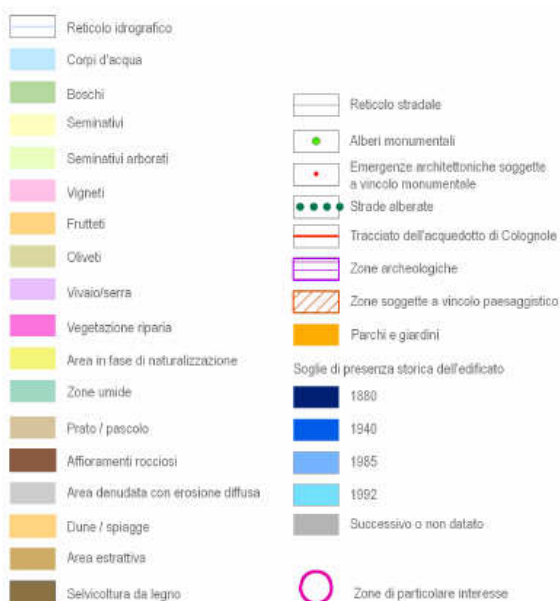 Reticolo idrografico
Corpi d'acqua
Boschi
Seminativi
Seminativi arborati
Vigneti
Frutteti
Oliveti
Vivaio/serra
Vegetazione riparia
Area in fase di naturalizzazione
Zone umide
Prato / pascolo
Affioramenti rocciosi
Area denudata con erosione diffusa
Dune / spiagge
Area estrattiva
Selvicoltura da legno
Reticolo stradale
Alberi monumentali
Emergenze architettoniche soggette
a vincolo monumentale
Strade alberate
Tracciato dell'acquedotto di Colognole
Zone archeologiche
Zone soggette a vincolo paesaggistico
Parchi e giardini
Soglie di presenza storica dell'edificato
1880
1940
1985
1992
Successivo o non datato
Zone di particolare interesse